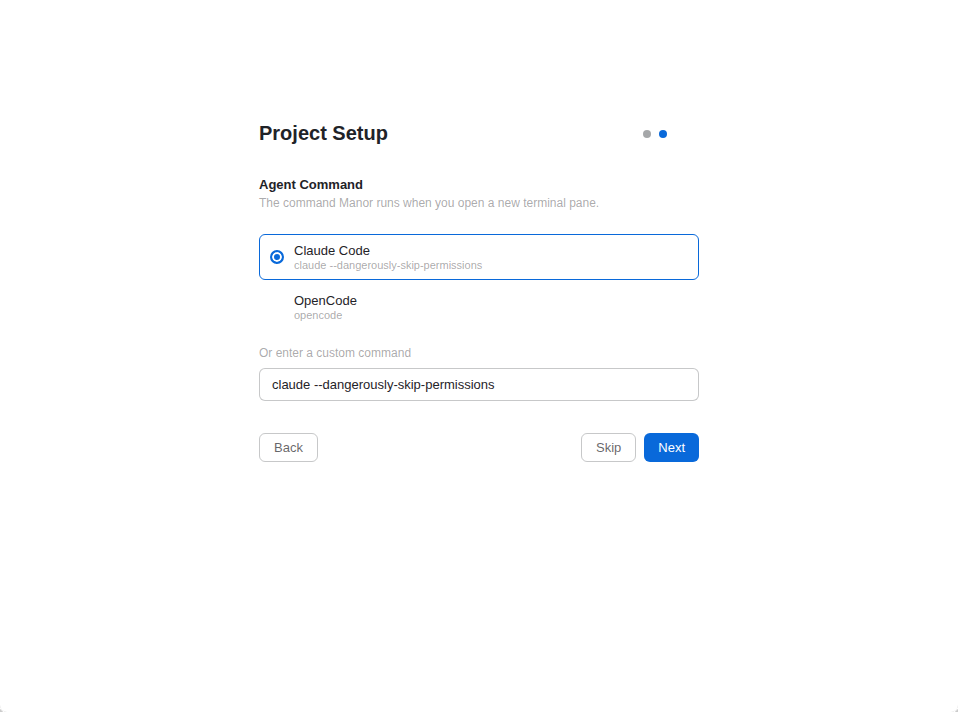 Project Setup
Agent Command
The command Manor runs when you open a new terminal pane.
Claude Code
claude --dangerously-skip-permissions
OpenCode
opencode
Or enter a custom command
claude --dangerously-skip-permissions
Back
Skip
Next